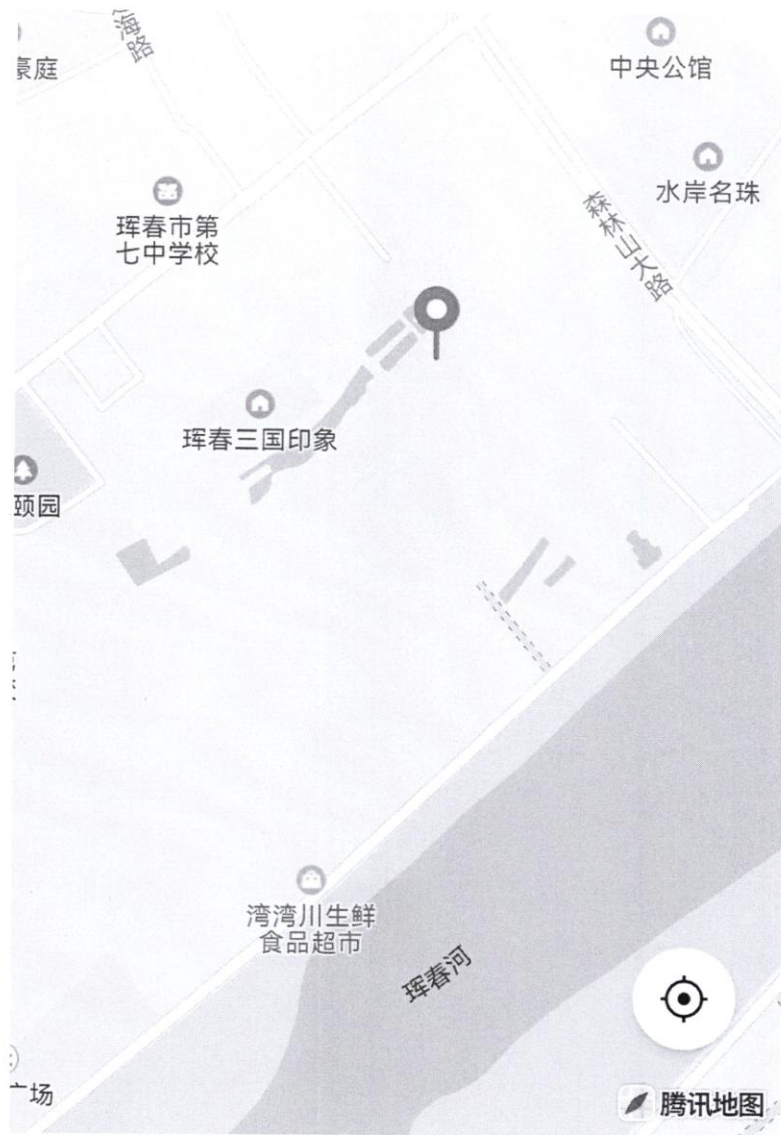 海路
豪庭
中央公馆
水岸名珠
珲春市第
七中学校
森林山大路
珲春三国印象
颐园
湾湾川生鲜
食品超市
珲春河
广场
腾讯地图